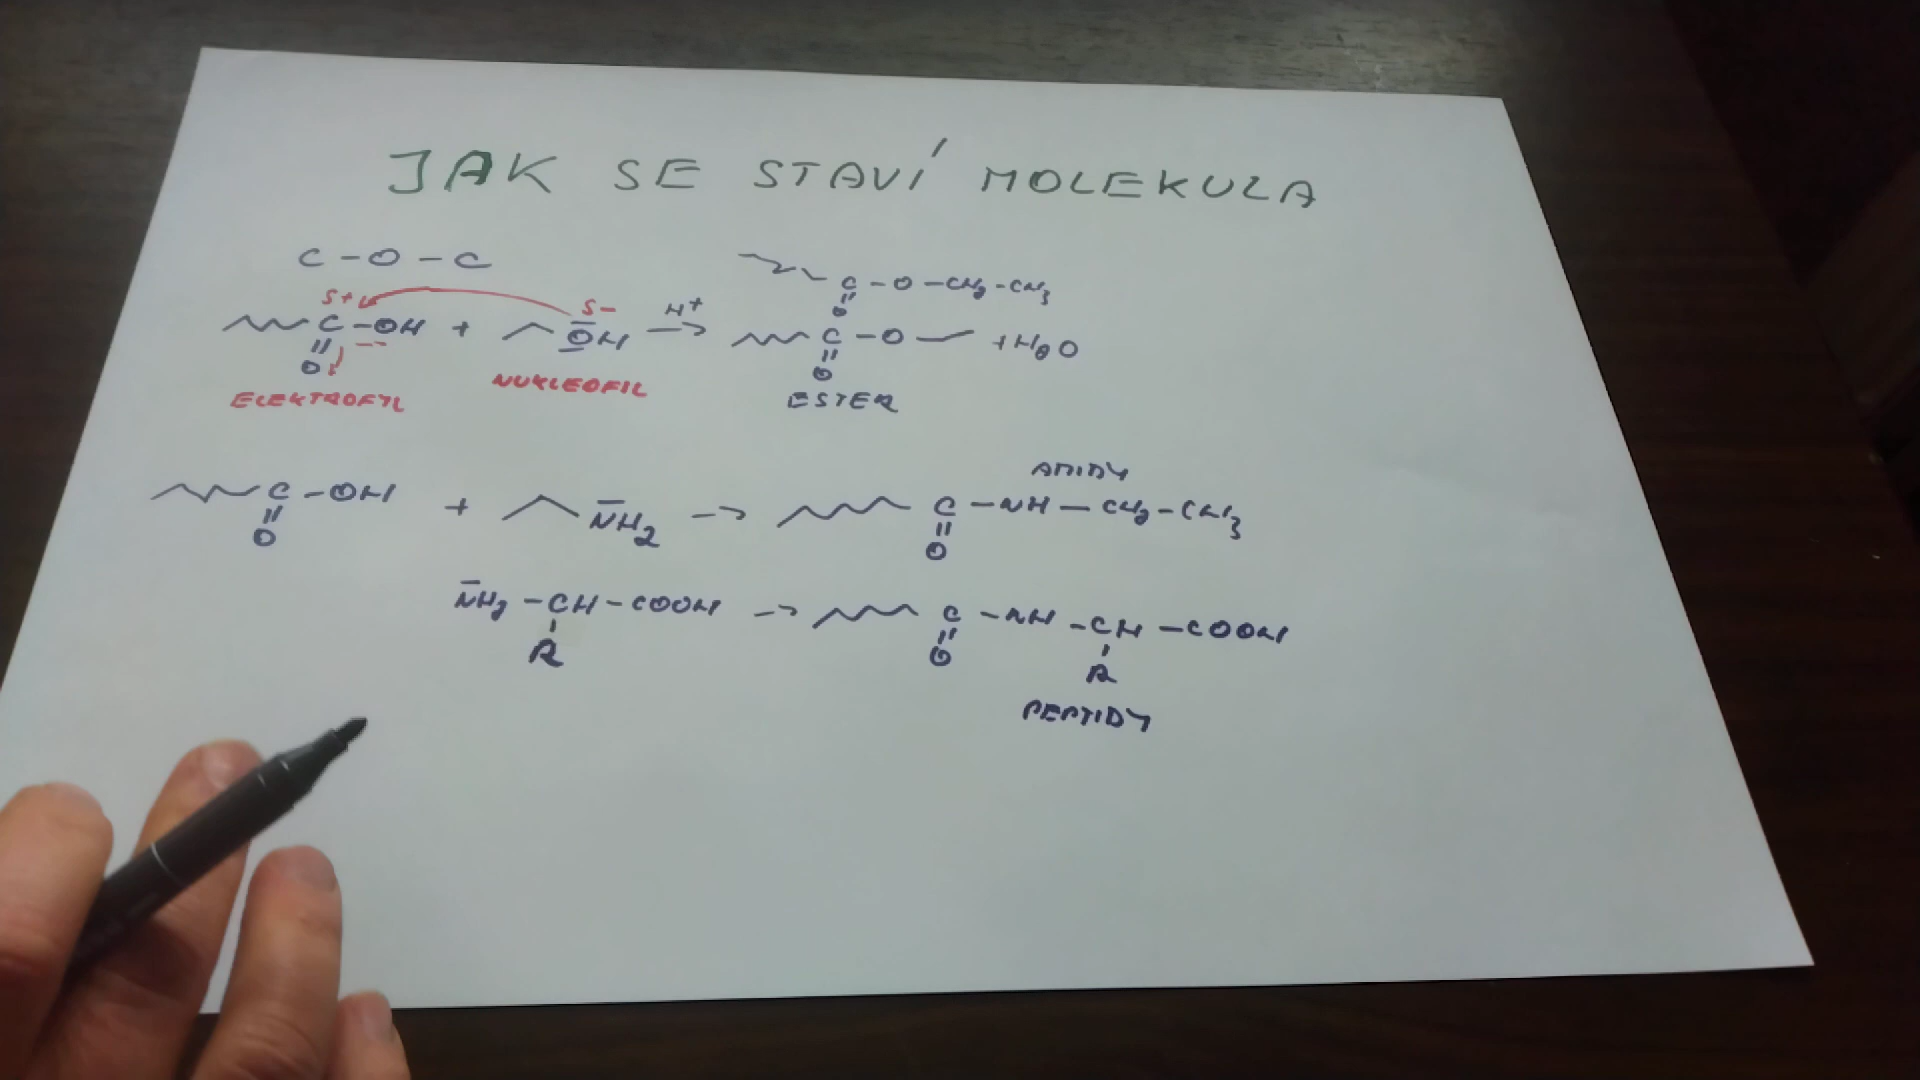 JAK SE STAVÍ MOLEKULA
C - O - C
C - O - CH2 - CH3
O
δ+ δ-
C - OH + OH H+ → C - O + H2O
O O
ELEKTROFIL NUKLEOFIL ESTER
AMIDY
C - OH + NH2 → C - NH - CH2 - CH3
O O
NH2 - CH - COOH → C - NH - CH - COOH
R O R
PEPTIDY